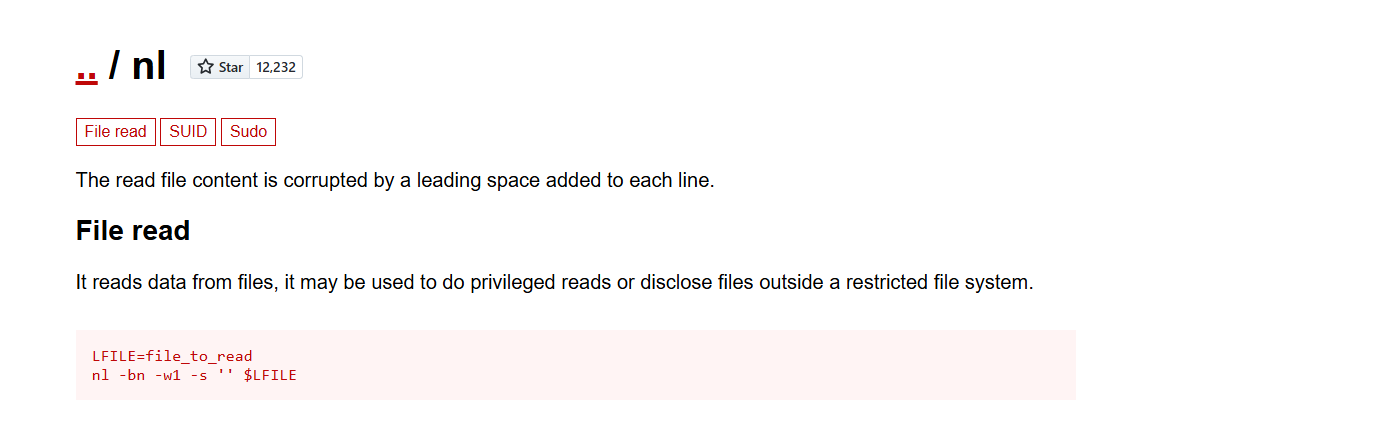 .. / nl Star 12,232
File read SUID Sudo
The read file content is corrupted by a leading space added to each line.
File read
It reads data from files, it may be used to do privileged reads or disclose files outside a restricted file system.
LFILE=file_to_read
nl -bn -w1 -s '' $LFILE